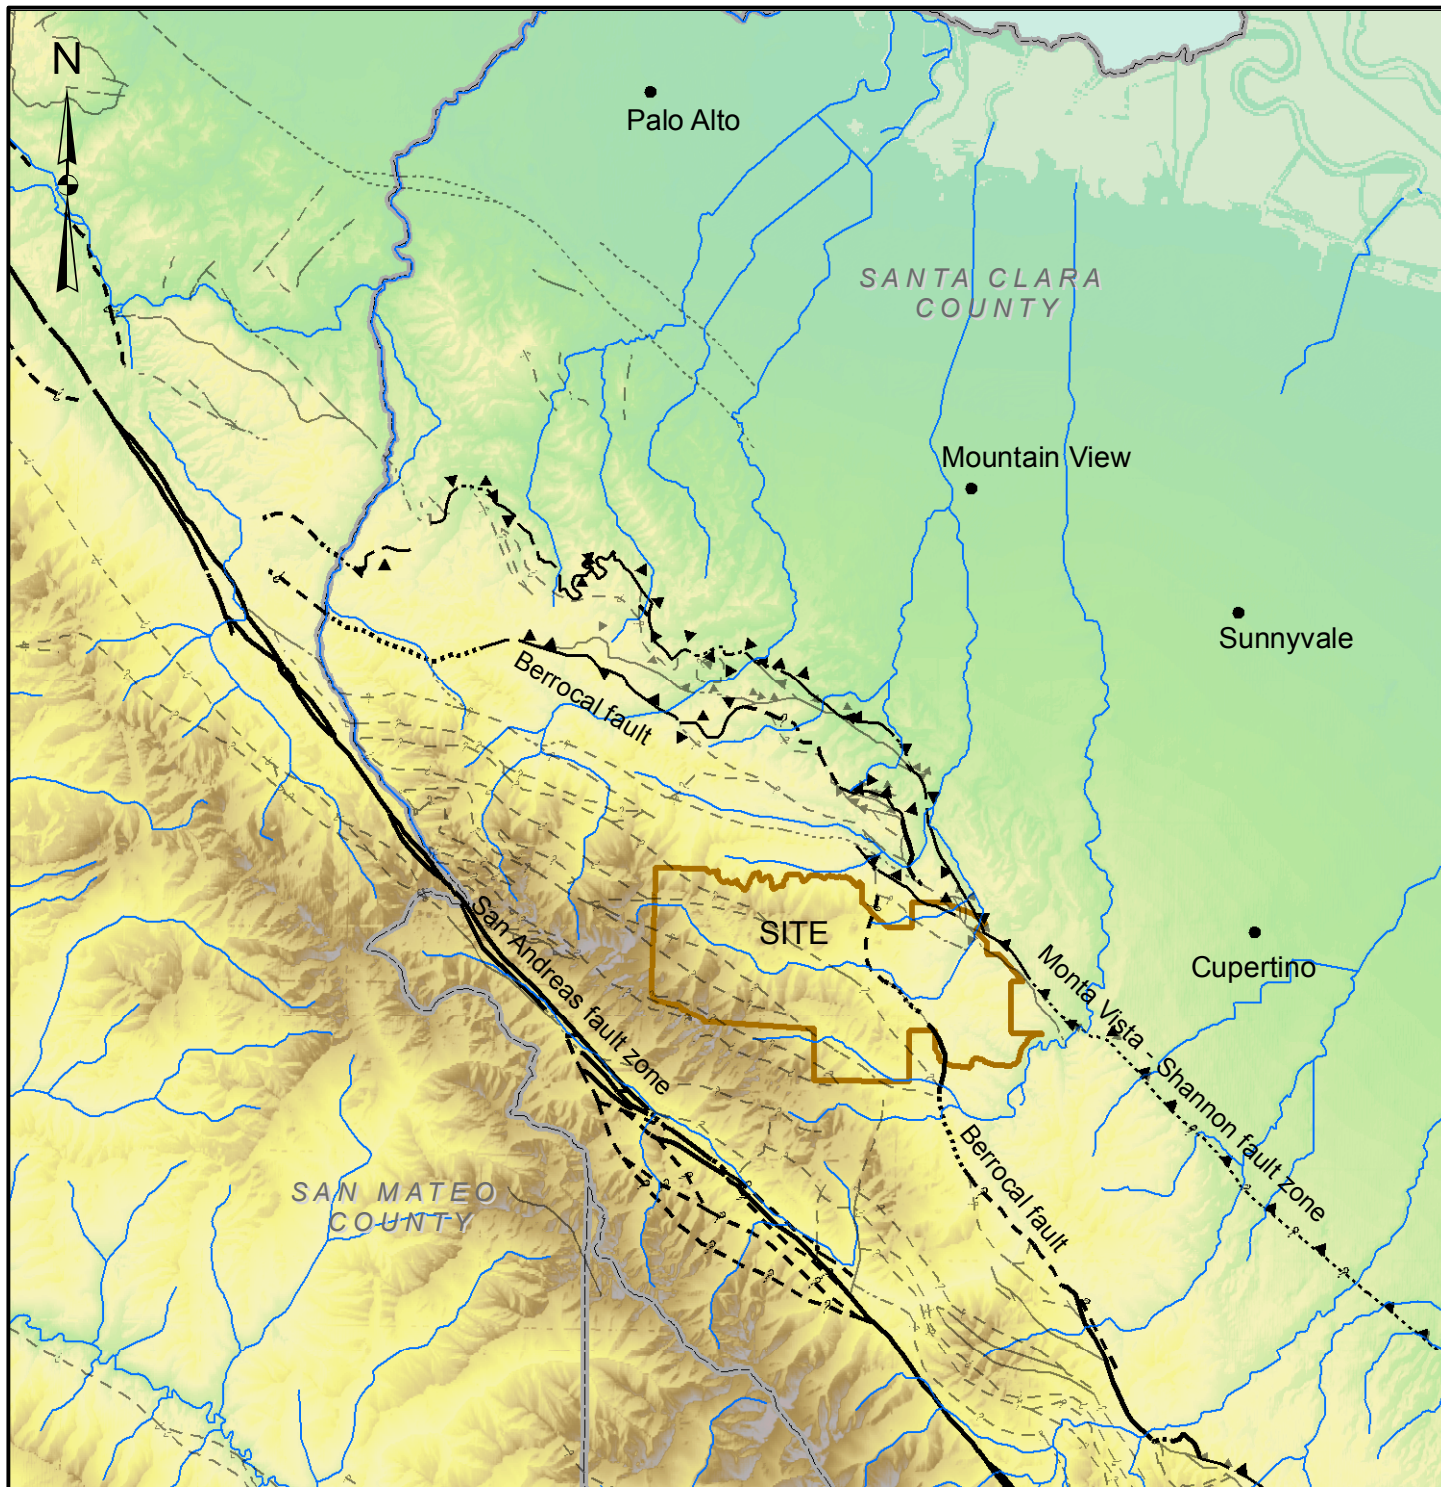 N
Palo Alto
SANTA CLARA
COUNTY
Mountain View
Sunnyvale
Berrocal fault
SITE
San Andreas fault zone
Cupertino
Monta Vista - Shannon fault zone
Berrocal fault
SAN MATEO
COUNTY